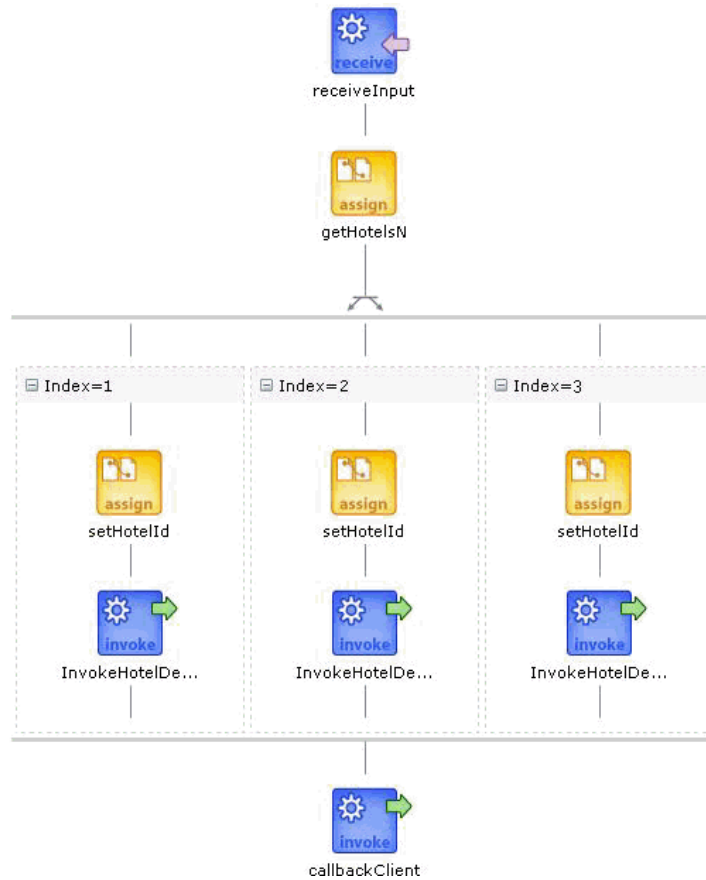 receive
receiveInput
assign
getHotelsN
Index=1
Index=2
Index=3
assign
assign
assign
setHotelId
setHotelId
setHotelId
invoke
invoke
invoke
InvokeHotelDe...
InvokeHotelDe...
InvokeHotelDe...
invoke
callbackClient